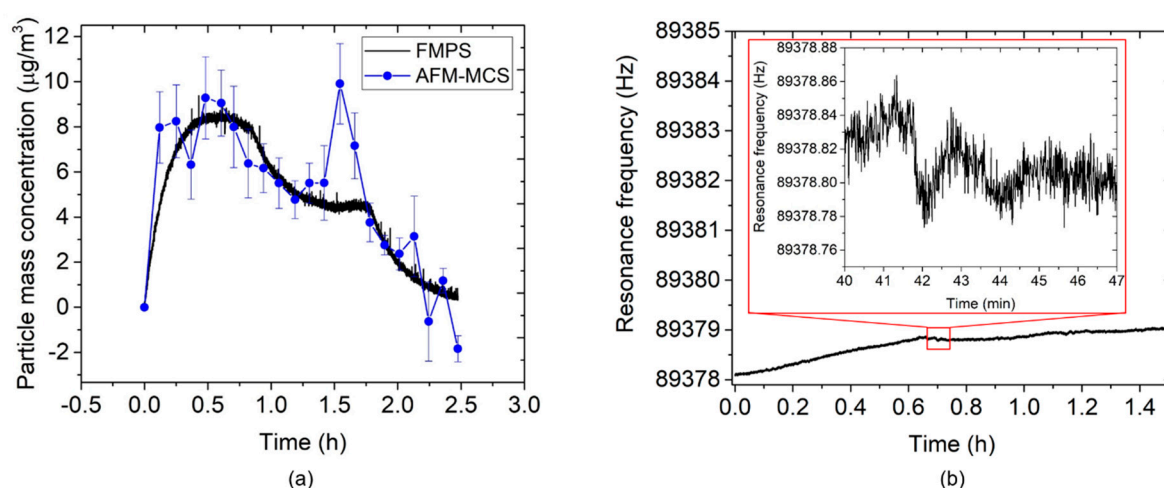 (a)
Particle mass concentration (µg/m³)
12
10
8
6
4
2
0
-2
FMPS
AFM-MCS
-0.5 0.0 0.5 1.0 1.5 2.0 2.5 3.0
Time (h)
(a)
(b)
Resonance frequency (Hz)
89385
89384
89383
89382
89381
89380
89379
89378
Resonance frequency (Hz)
89378.88
89378.86
89378.84
89378.82
89378.80
89378.78
89378.76
40 41 42 43 44 45 46 47
Time (min)
0.0 0.2 0.4 0.6 0.8 1.0 1.2 1.4
Time (h)
(b)